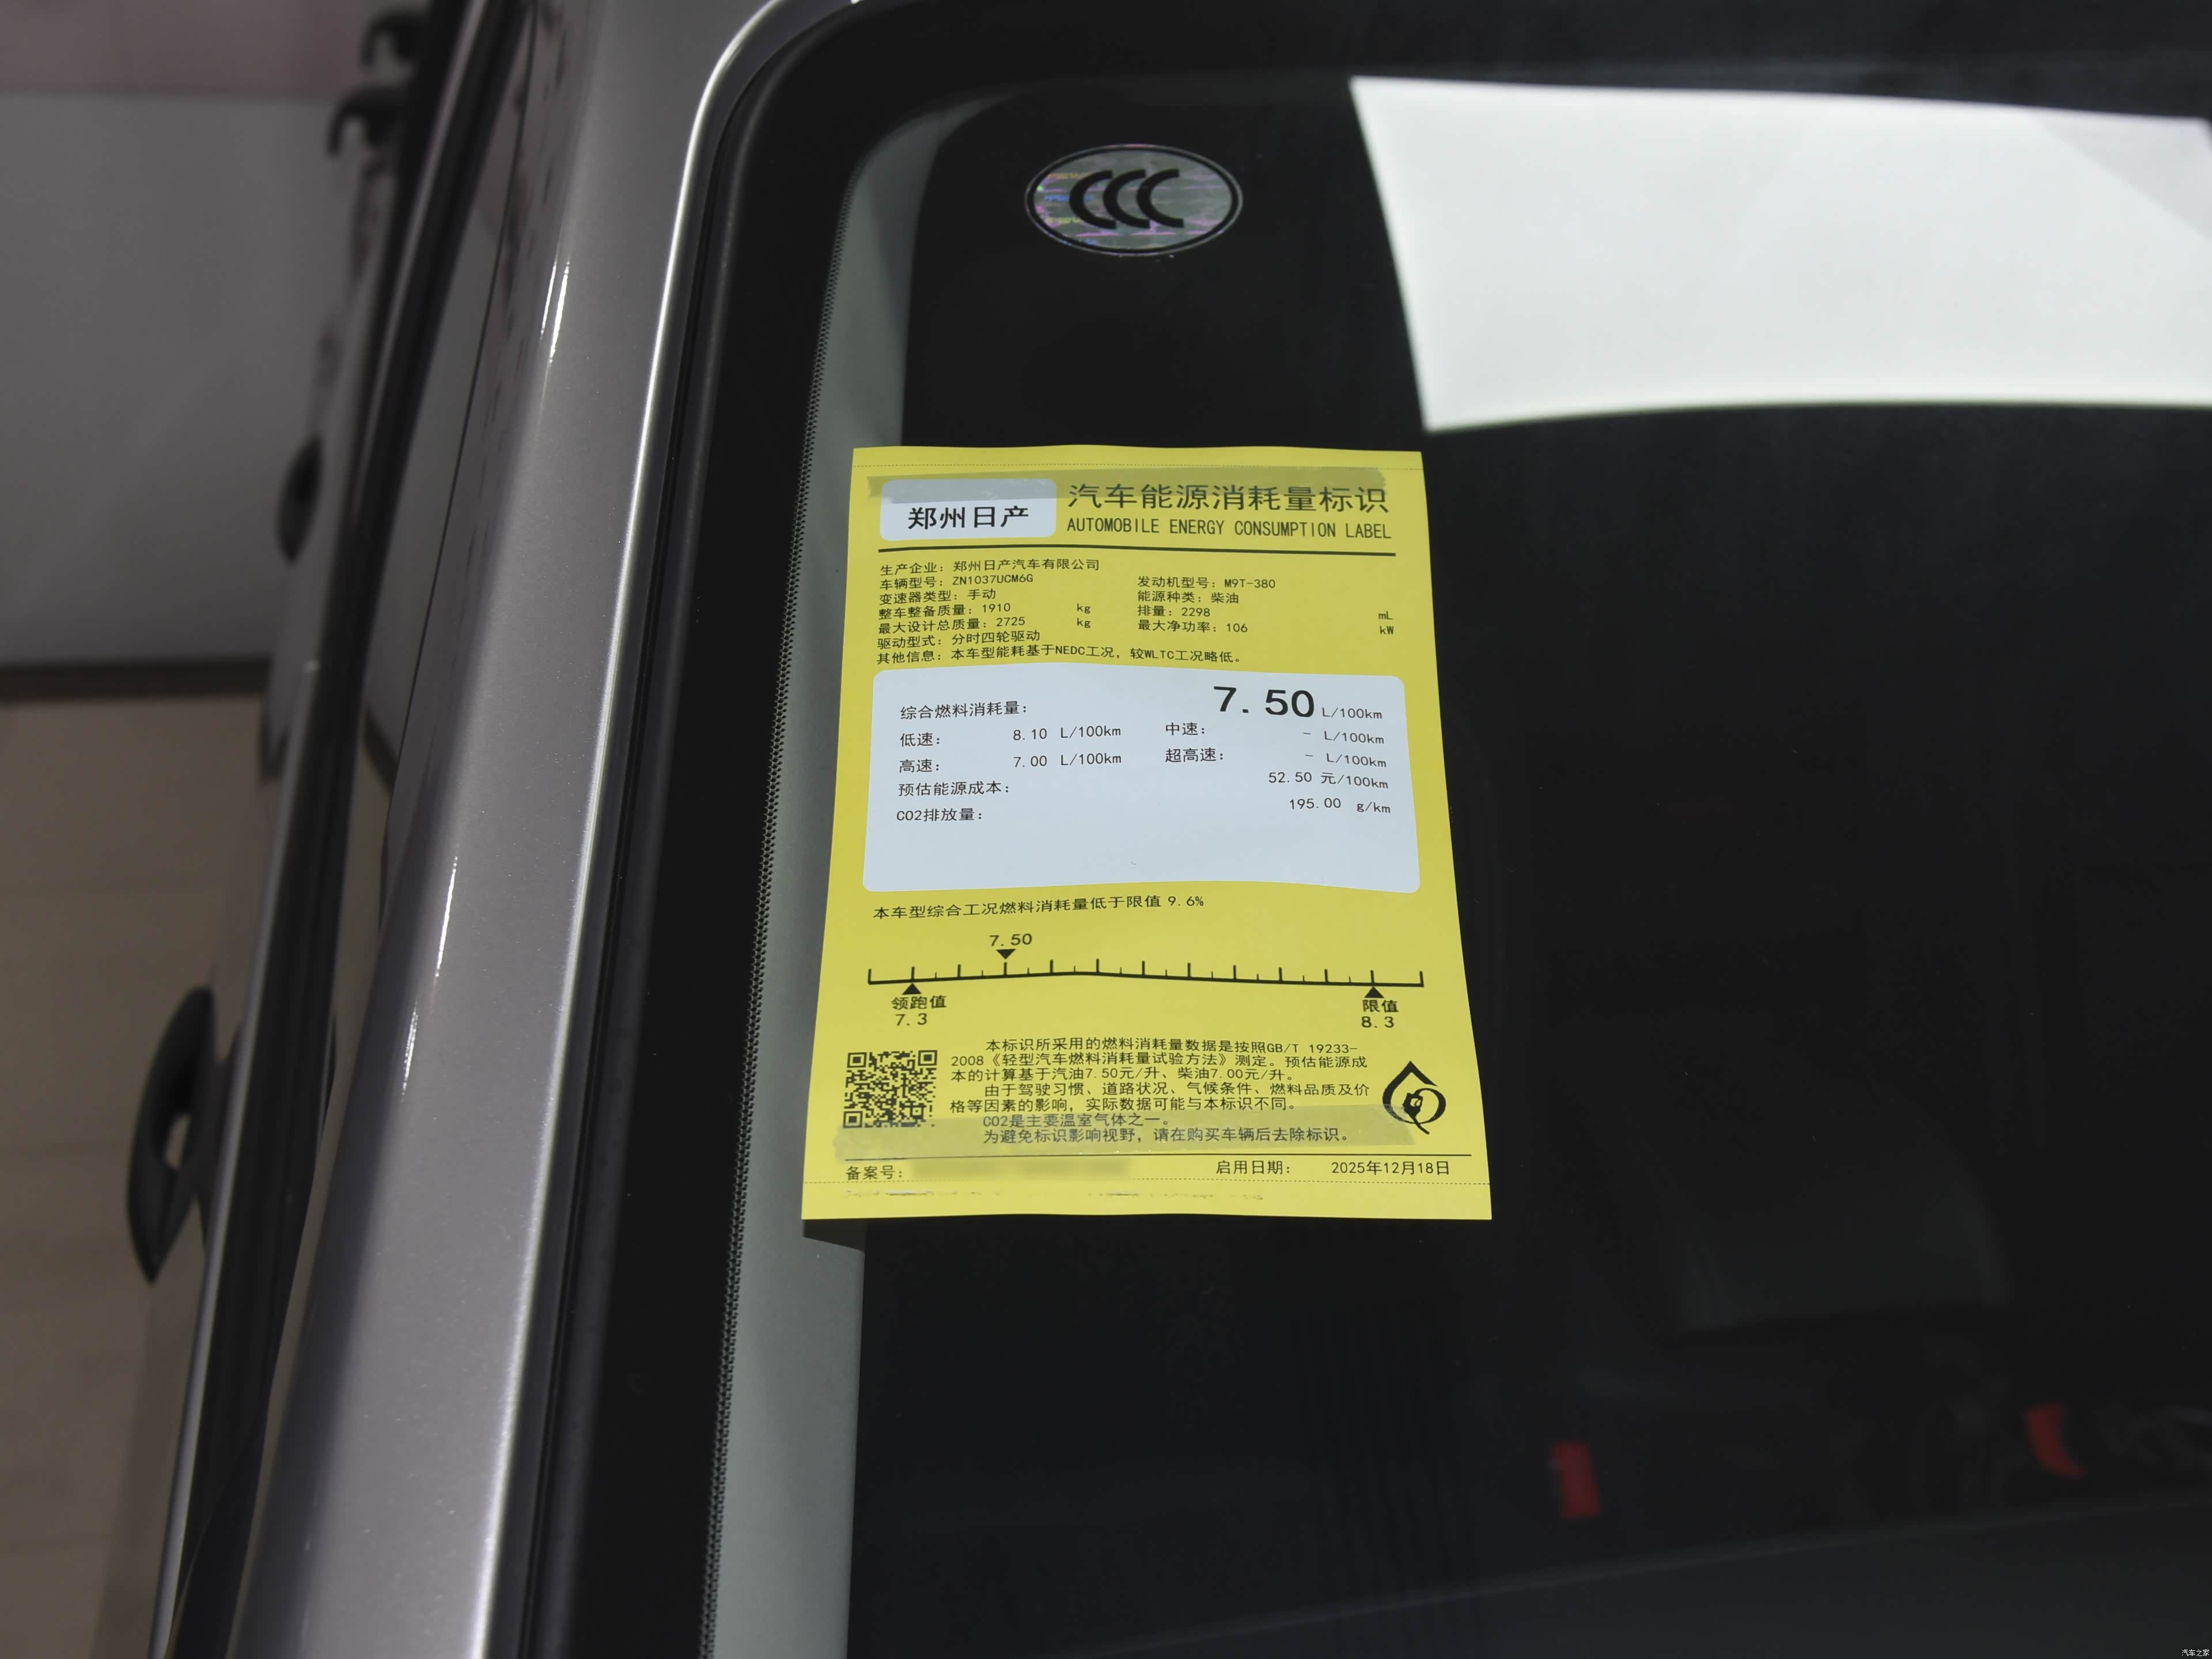 CCC
郑州日产
汽车能源消耗量标识
AUTOMOBILE ENERGY CONSUMPTION LABEL
生产企业：郑州日产汽车有限公司
车辆型号：ZN1037UCM6G 发动机型号：M9T-380
变速器类型：手动 能源种类：柴油
整车整备质量：1910 kg 排量：2298 mL
最大设计总质量：2725 kg 最大净功率：106 kW
驱动型式：分时四轮驱动
其他信息：本车型能耗基于NEDC工况，较WLTC工况略低。
综合燃料消耗量： 7.50 L/100km
低速： 8.10 L/100km 中速： - L/100km
高速： 7.00 L/100km 超高速： - L/100km
预估能源成本： 52.50 元/100km
CO2排放量： 195.00 g/km
本车型综合工况燃料消耗量低于限值 9.6%
7.50
领跑值 限值
7.3 8.3
本标识所采用的燃料消耗量数据是按照GB/T 19233-
2008《轻型汽车燃料消耗量试验方法》测定。预估能源成
本的计算基于汽油7.50元/升、柴油7.00元/升。
由于驾驶习惯、道路状况、气候条件、燃料品质及价
格等因素的影响，实际数据可能与本标识不同。
CO2是主要温室气体之一。
为避免标识影响视野，请在购买车辆后去除标识。
备案号： 启用日期： 2025年12月18日
汽车之家